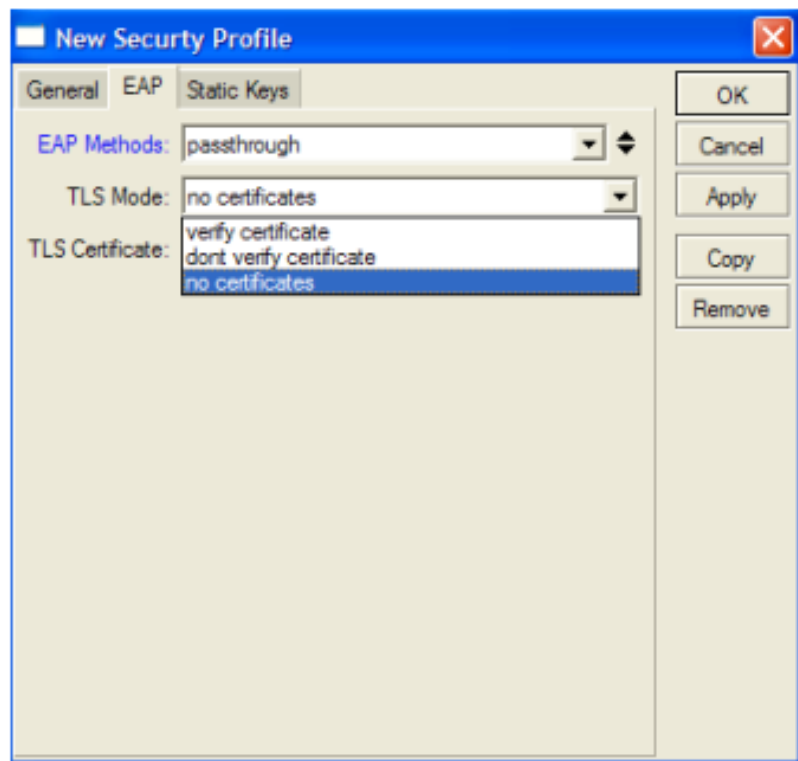 New Securty Profile
General EAP Static Keys
OK
EAP Methods: passthrough
Cancel
TLS Mode: no certificates
Apply
TLS Certificate: verify certificate
dont verify certificate
no certificates
Copy
Remove